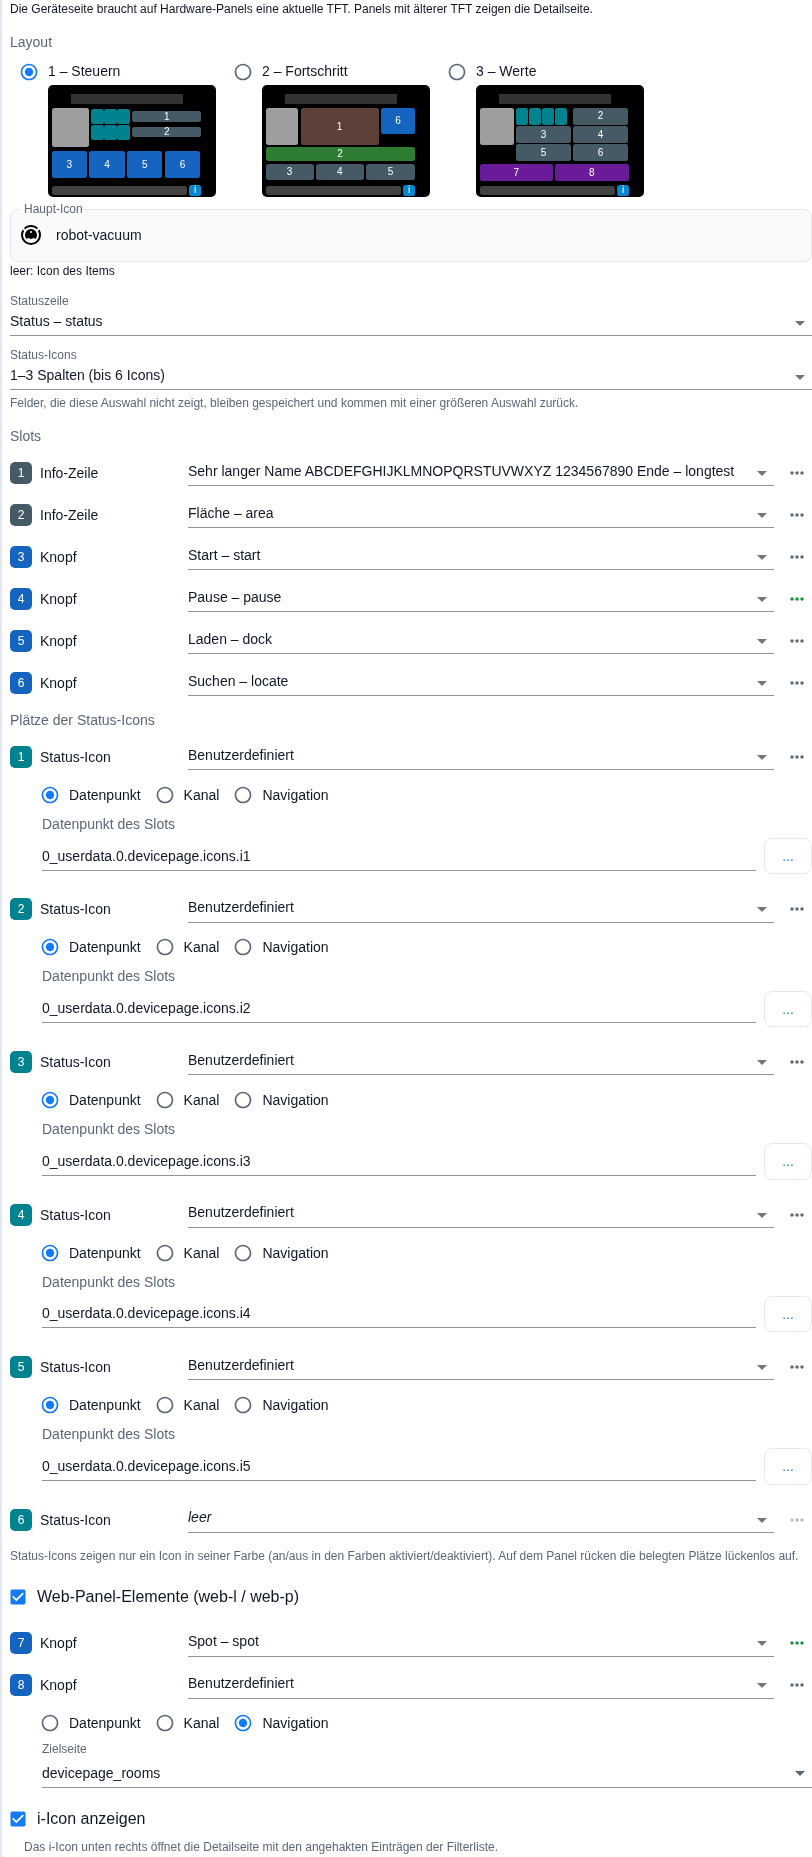 Die Geräteseite braucht auf Hardware-Panels eine aktuelle TFT. Panels mit älterer TFT zeigen die Detailseite.
Layout
1 – Steuern 2 – Fortschritt 3 – Werte
1
2
3 4 5 6
i
1 6
2
3 4 5
i
2
3 4
5 6
7 8
i
Haupt-Icon
robot-vacuum
leer: Icon des Items
Statuszeile
Status – status
Status-Icons
1–3 Spalten (bis 6 Icons)
Felder, die diese Auswahl nicht zeigt, bleiben gespeichert und kommen mit einer größeren Auswahl zurück.
Slots
1 Info-Zeile Sehr langer Name ABCDEFGHIJKLMNOPQRSTUVWXYZ 1234567890 Ende – longtest
2 Info-Zeile Fläche – area
3 Knopf Start – start
4 Knopf Pause – pause
5 Knopf Laden – dock
6 Knopf Suchen – locate
Plätze der Status-Icons
1 Status-Icon Benutzerdefiniert
Datenpunkt Kanal Navigation
Datenpunkt des Slots
0_userdata.0.devicepage.icons.i1 ...
2 Status-Icon Benutzerdefiniert
Datenpunkt Kanal Navigation
Datenpunkt des Slots
0_userdata.0.devicepage.icons.i2 ...
3 Status-Icon Benutzerdefiniert
Datenpunkt Kanal Navigation
Datenpunkt des Slots
0_userdata.0.devicepage.icons.i3 ...
4 Status-Icon Benutzerdefiniert
Datenpunkt Kanal Navigation
Datenpunkt des Slots
0_userdata.0.devicepage.icons.i4 ...
5 Status-Icon Benutzerdefiniert
Datenpunkt Kanal Navigation
Datenpunkt des Slots
0_userdata.0.devicepage.icons.i5 ...
6 Status-Icon leer
Status-Icons zeigen nur ein Icon in seiner Farbe (an/aus in den Farben aktiviert/deaktiviert). Auf dem Panel rücken die belegten Plätze lückenlos auf.
Web-Panel-Elemente (web-l / web-p)
7 Knopf Spot – spot
8 Knopf Benutzerdefiniert
Datenpunkt Kanal Navigation
Zielseite
devicepage_rooms
i-Icon anzeigen
Das i-Icon unten rechts öffnet die Detailseite mit den angehakten Einträgen der Filterliste.